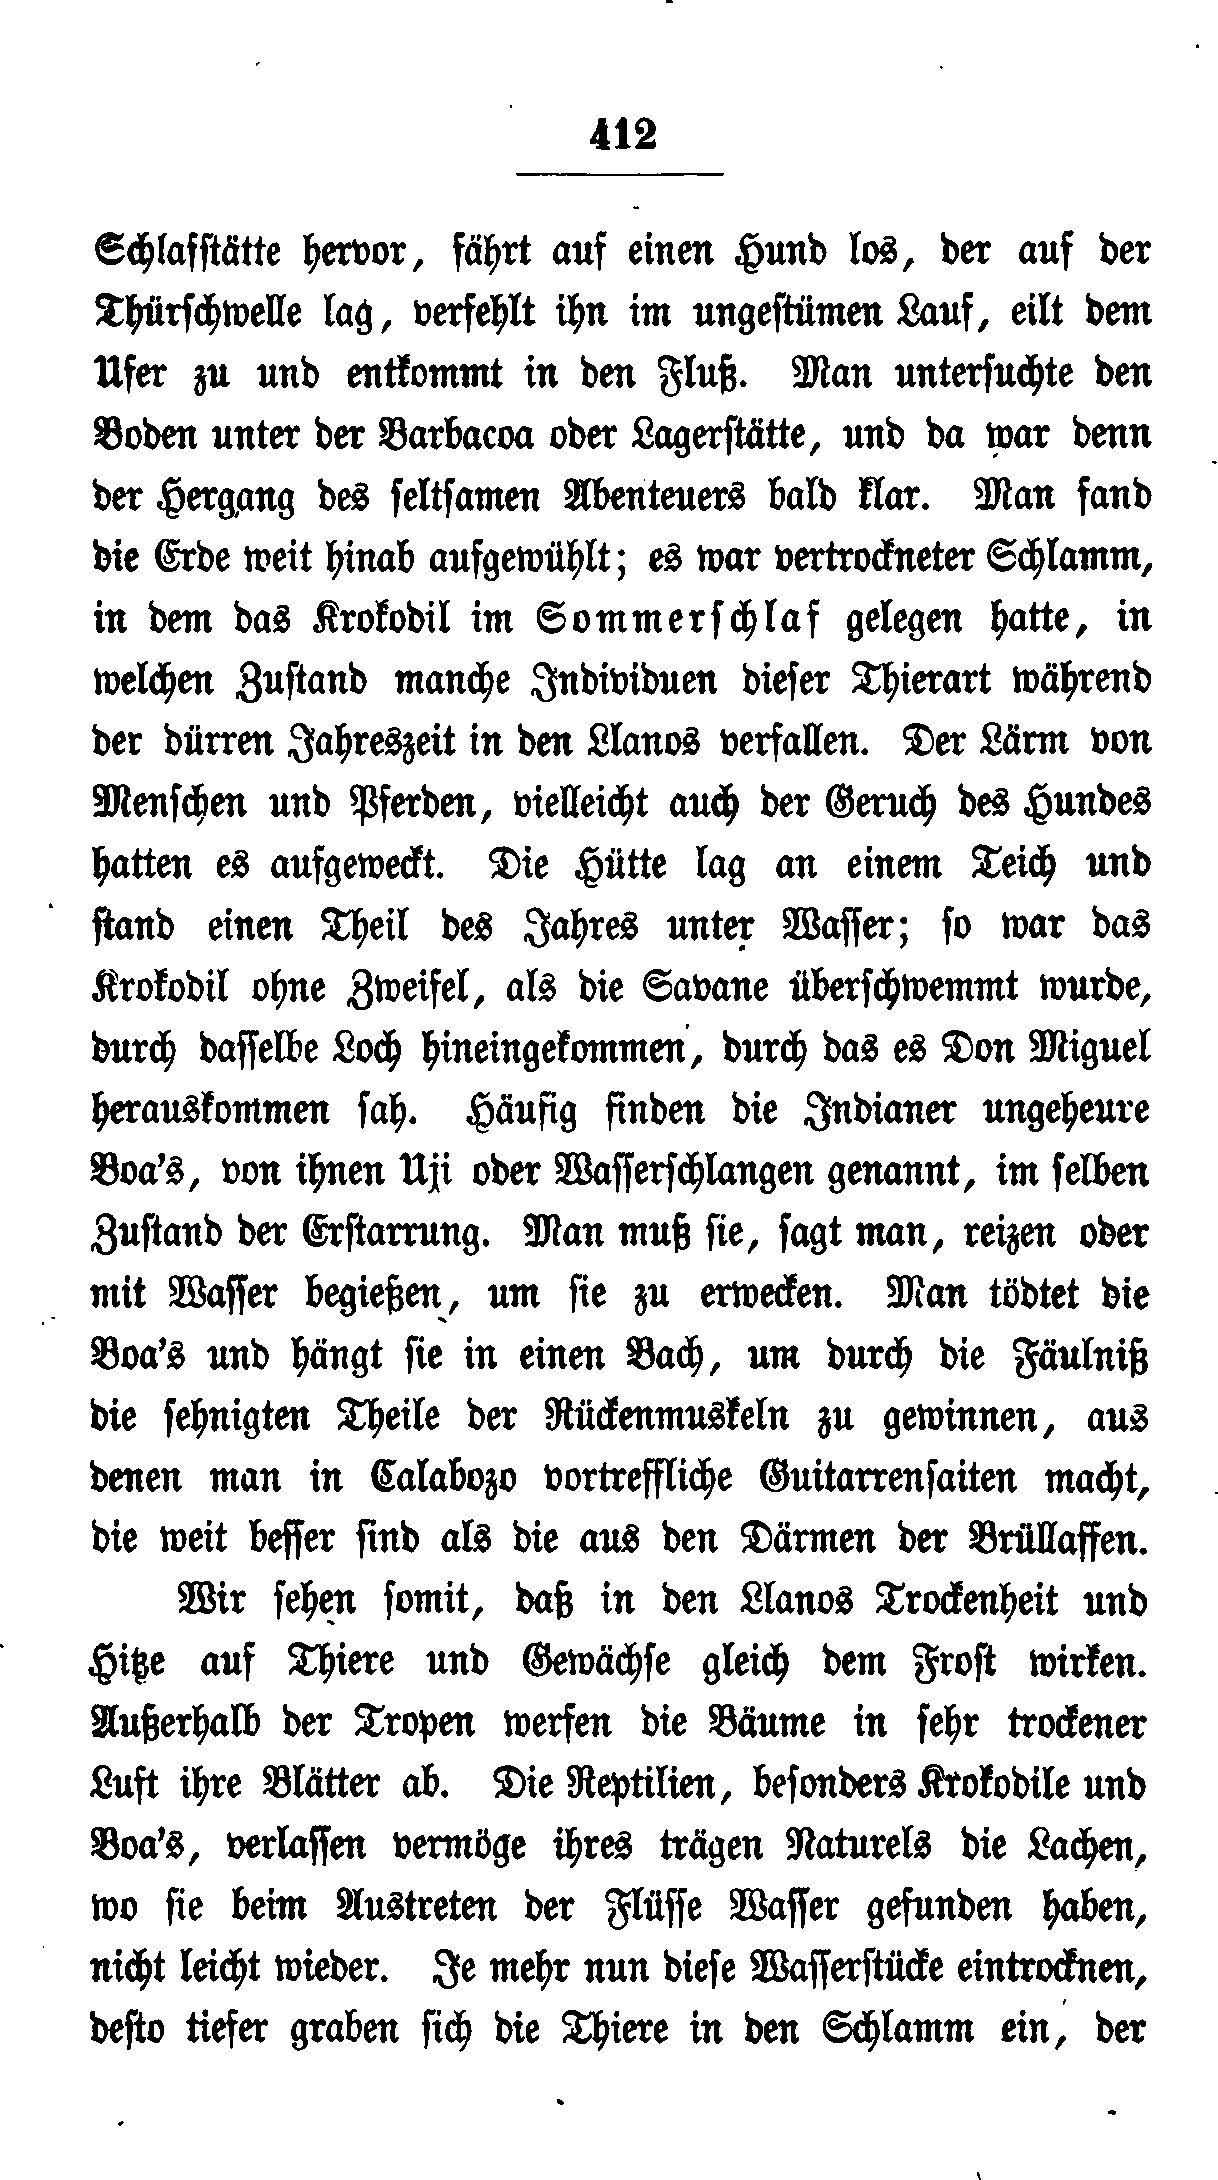 412
Schlafstätte hervor, fährt auf einen Hund los, der auf der
Thürschwelle lag, verfehlt ihn im ungestümen Lauf, eilt dem
Ufer zu und entkommt in den Fluß. Man untersuchte den
Boden unter der Barbacoa oder Lagerstätte, und da war denn
der Hergang des seltsamen Abenteuers bald klar. Man fand
die Erde weit hinab aufgewühlt; es war vertrockneter Schlamm,
in dem das Krokodil im Sommerschlaf gelegen hatte, in
welchen Zustand manche Individuen dieser Thierart während
der dürren Jahreszeit in den Llanos verfallen. Der Lärm von
Menschen und Pferden, vielleicht auch der Geruch des Hundes
hatten es aufgeweckt. Die Hütte lag an einem Teich und
stand einen Theil des Jahres unter Wasser; so war das
Krokodil ohne Zweifel, als die Savane überschwemmt wurde,
durch dasselbe Loch hineingekommen, durch das es Don Miguel
herauskommen sah. Häufig finden die Indianer ungeheure
Boa's, von ihnen Uji oder Wasserschlangen genannt, im selben
Zustand der Erstarrung. Man muß sie, sagt man, reizen oder
mit Wasser begießen, um sie zu erwecken. Man tödtet die
Boa's und hängt sie in einen Bach, um durch die Fäulniß
die sehnigten Theile der Rückenmuskeln zu gewinnen, aus
denen man in Calabozo vortreffliche Guitarrensaiten macht,
die weit besser sind als die aus den Därmen der Brüllaffen.
Wir sehen somit, daß in den Llanos Trockenheit und
Hitze auf Thiere und Gewächse gleich dem Frost wirken.
Außerhalb der Tropen werfen die Bäume in sehr trockener
Luft ihre Blätter ab. Die Reptilien, besonders Krokodile und
Boa's, verlassen vermöge ihres trägen Naturels die Lachen,
wo sie beim Austreten der Flüsse Wasser gefunden haben,
nicht leicht wieder. Je mehr nun diese Wasserstücke eintrocknen,
desto tiefer graben sich die Thiere in den Schlamm ein, der